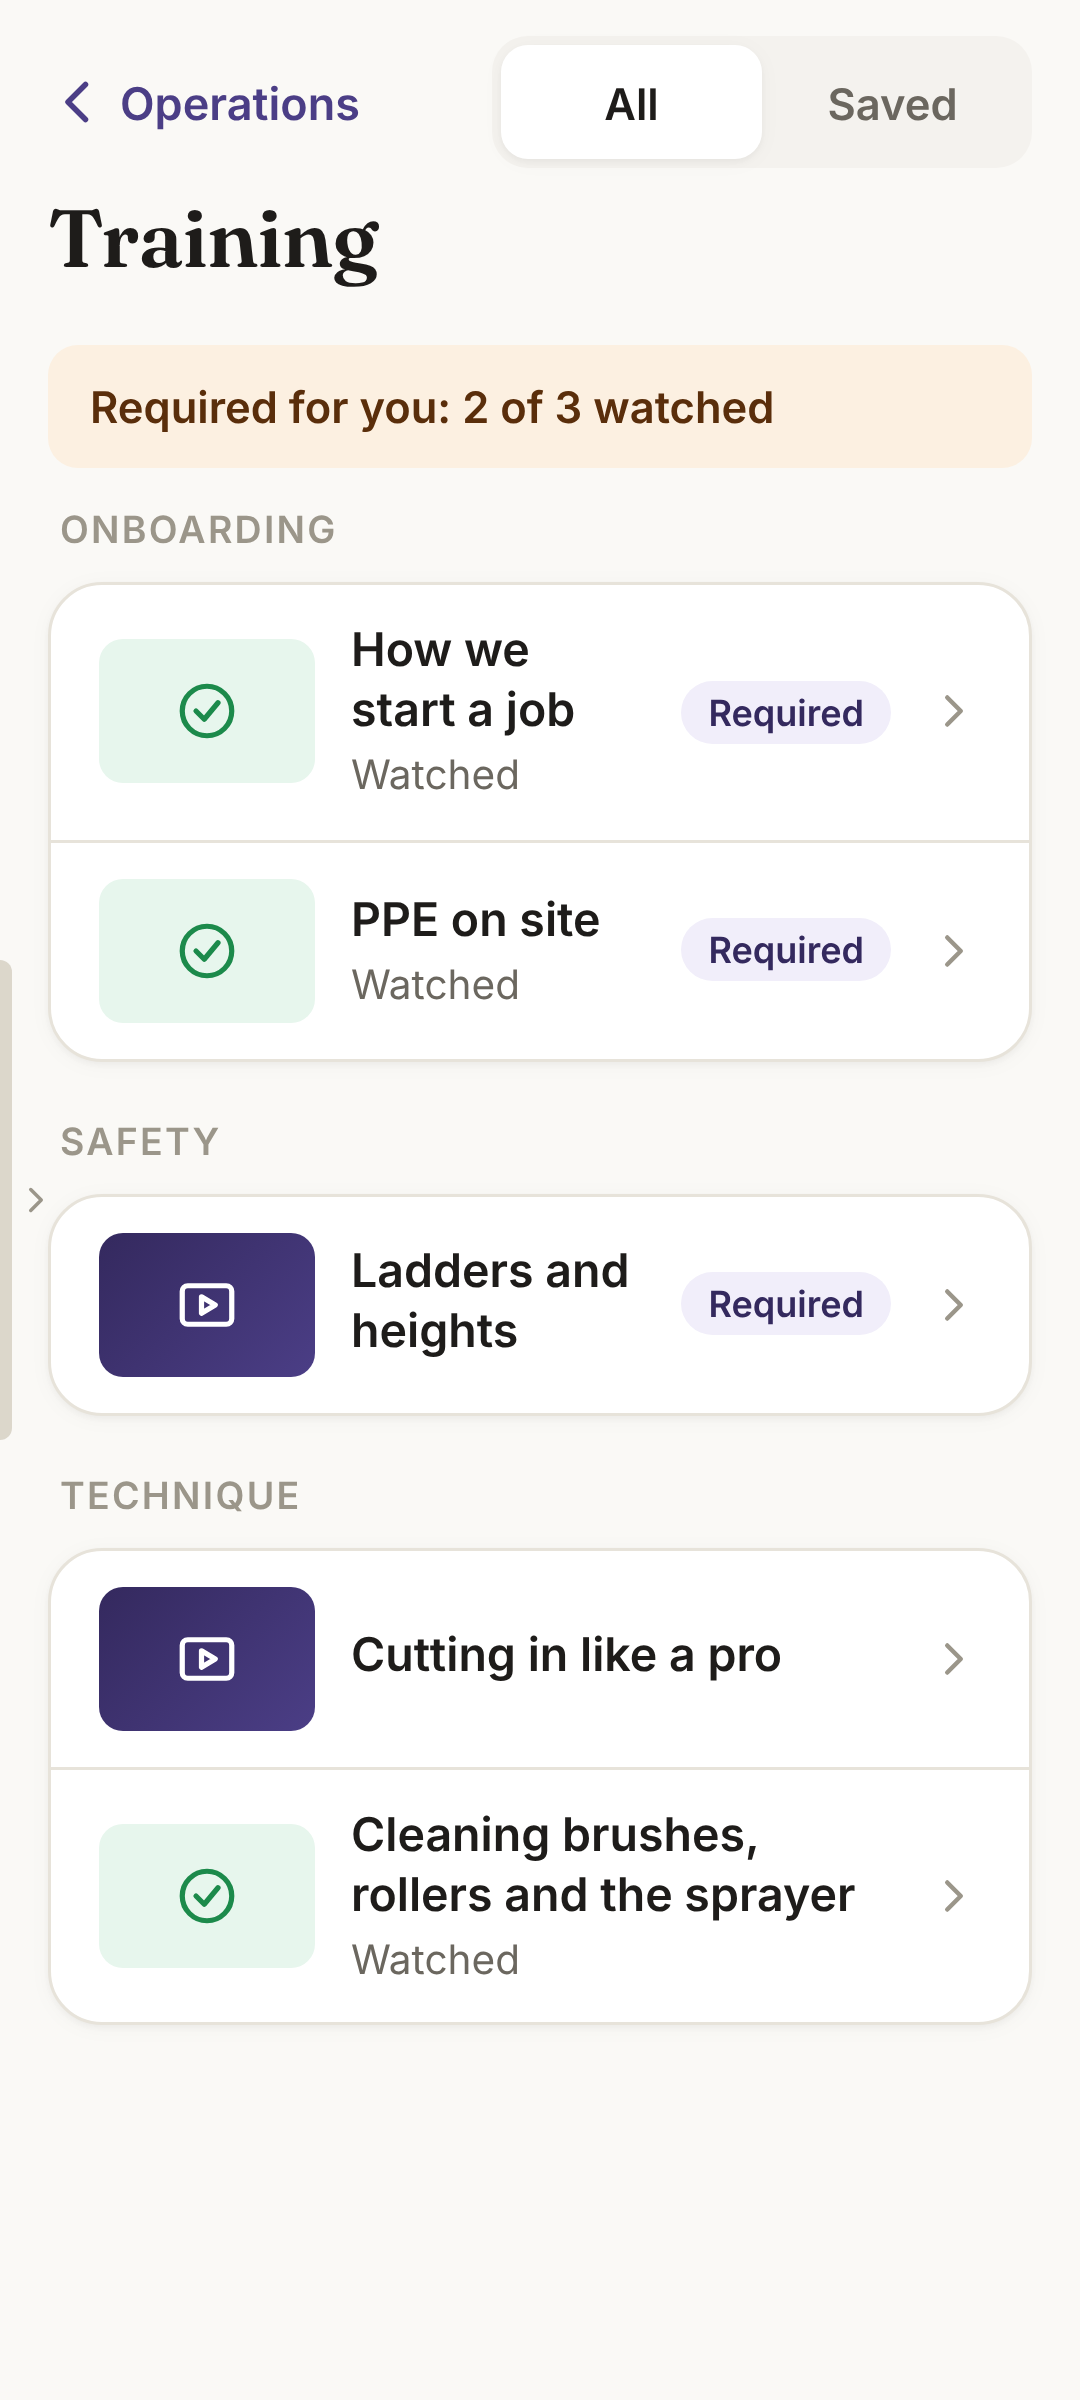 Operations
All
Saved
Training
Required for you: 2 of 3 watched
ONBOARDING
How we
start a job
Watched
Required
PPE on site
Watched
Required
SAFETY
Ladders and
heights
Required
TECHNIQUE
Cutting in like a pro
Cleaning brushes,
rollers and the sprayer
Watched